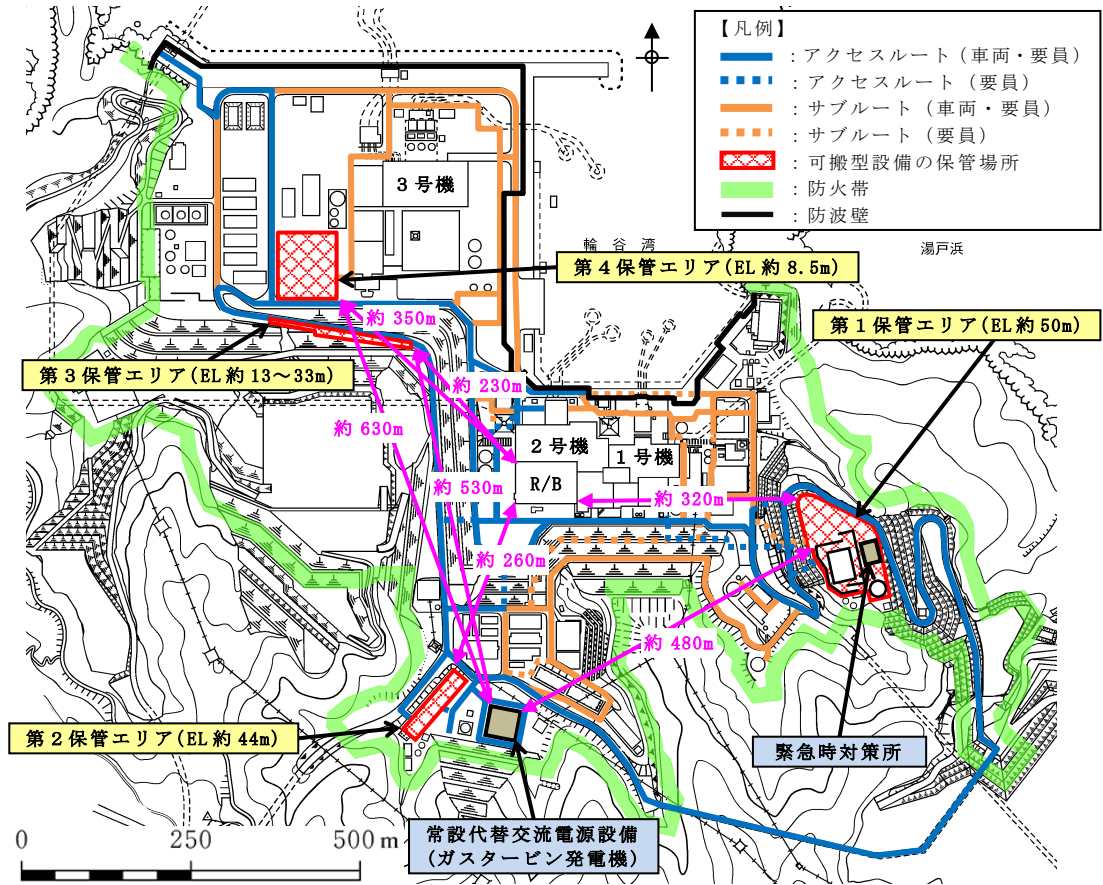 【凡例】
：アクセスルート（車両・要員）
：アクセスルート（要員）
：サブルート（車両・要員）
：サブルート（要員）
：可搬型設備の保管場所
：防火帯
：防波壁
3号機
輪谷湾
湯戸浜
第4保管エリア(EL約8.5m)
第1保管エリア(EL約50m)
約350m
第3保管エリア(EL約13～33m)
約230m
約630m
2号機
1号機
R/B
約530m
約320m
約260m
約480m
第2保管エリア(EL約44m)
緊急時対策所
常設代替交流電源設備
(ガスタービン発電機)
0 250 500m